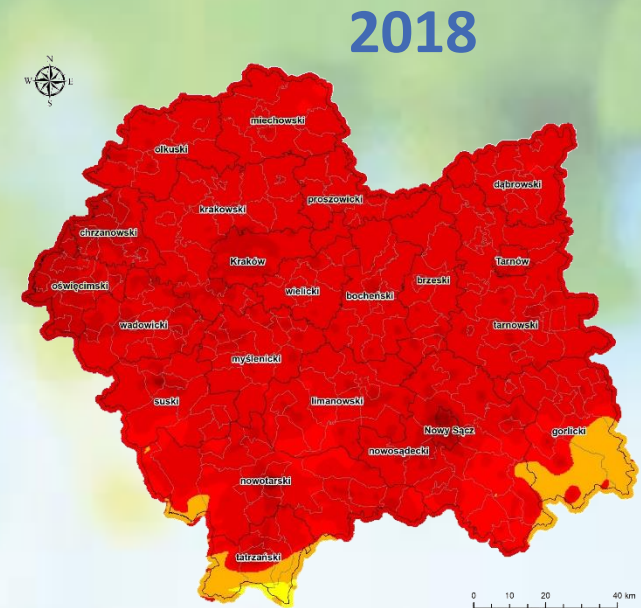 2018
N
W E
S
miechowski
olkuski
dąbrowski
proszowicki
krakowski
chrzanowski
Kraków
Tarnów
oświęcimski
wielicki
bocheński
brzeski
wadowicki
tarnowski
myślenicki
suski
limanowski
Nowy Sącz
gorlicki
nowosądecki
nowotarski
tatrzański
0 10 20 40 km